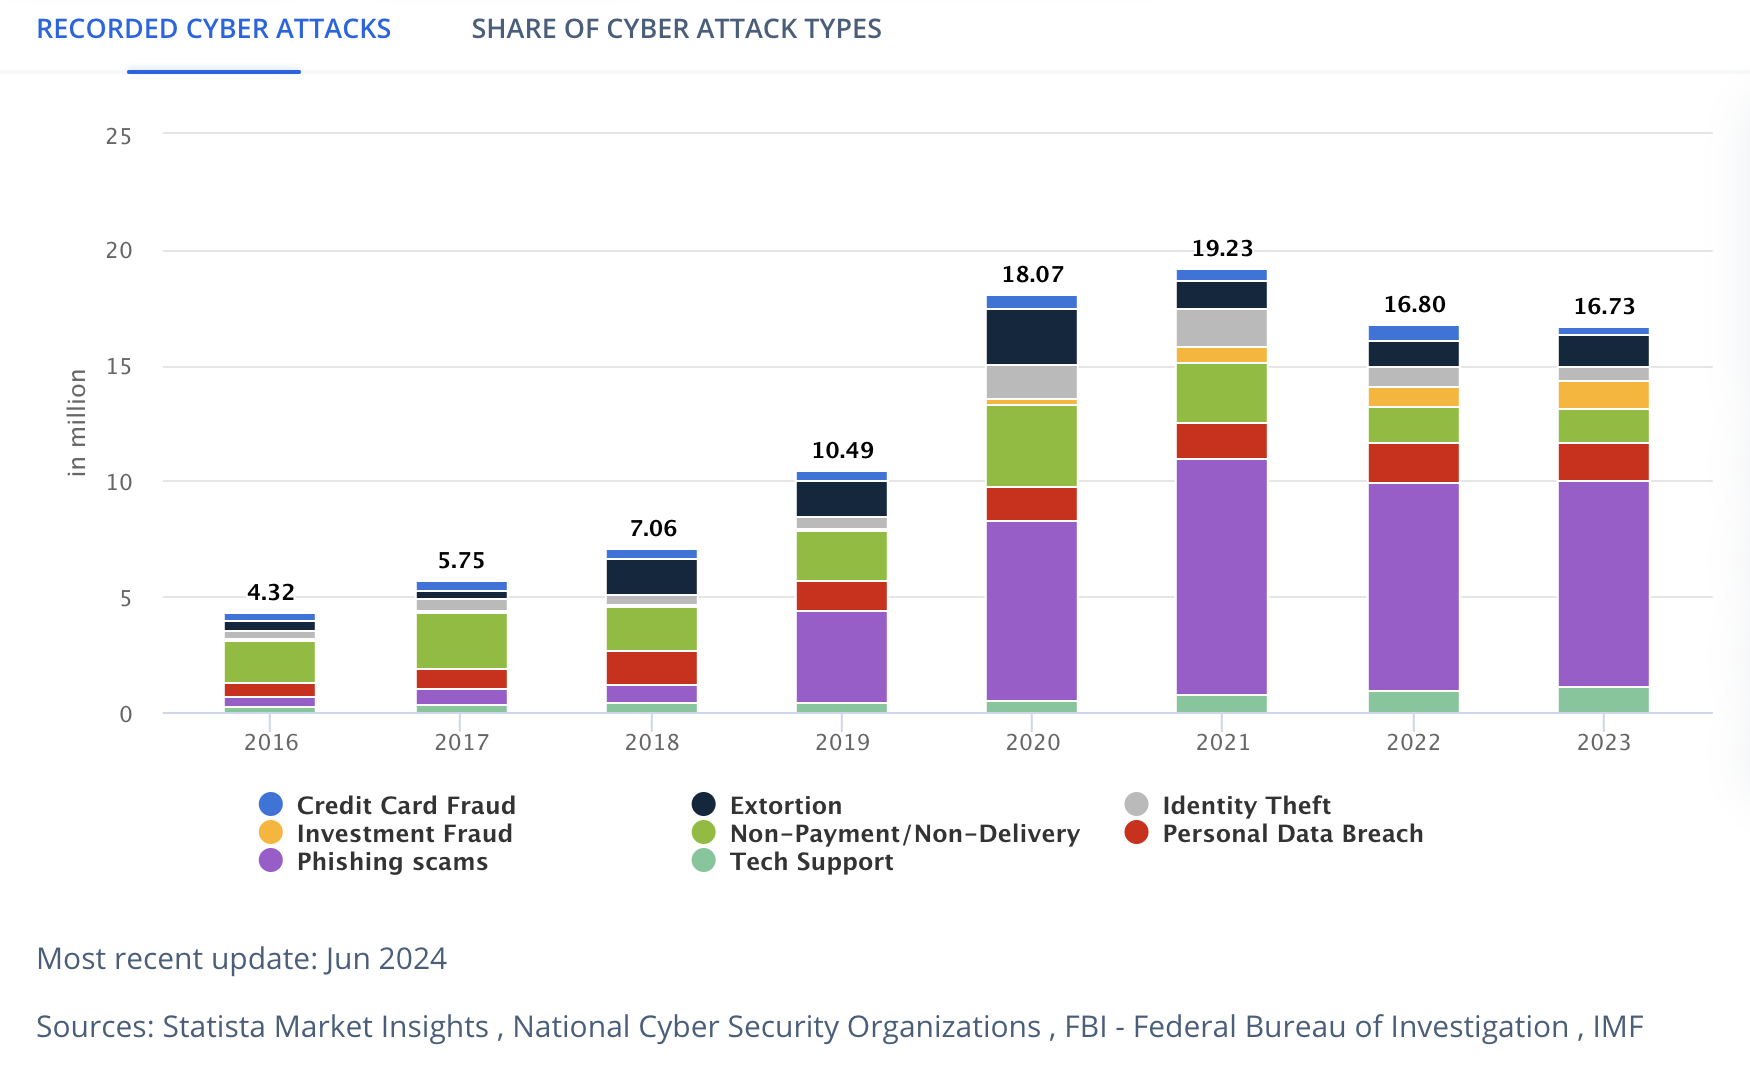 RECORDED CYBER ATTACKS SHARE OF CYBER ATTACK TYPES
25
20
15
10
5
0
in million
4.32
5.75
7.06
10.49
18.07
19.23
16.80
16.73
2016 2017 2018 2019 2020 2021 2022 2023
Credit Card Fraud Extortion Identity Theft
Investment Fraud Non-Payment/Non-Delivery Personal Data Breach
Phishing scams Tech Support
Most recent update: Jun 2024
Sources: Statista Market Insights , National Cyber Security Organizations , FBI - Federal Bureau of Investigation , IMF